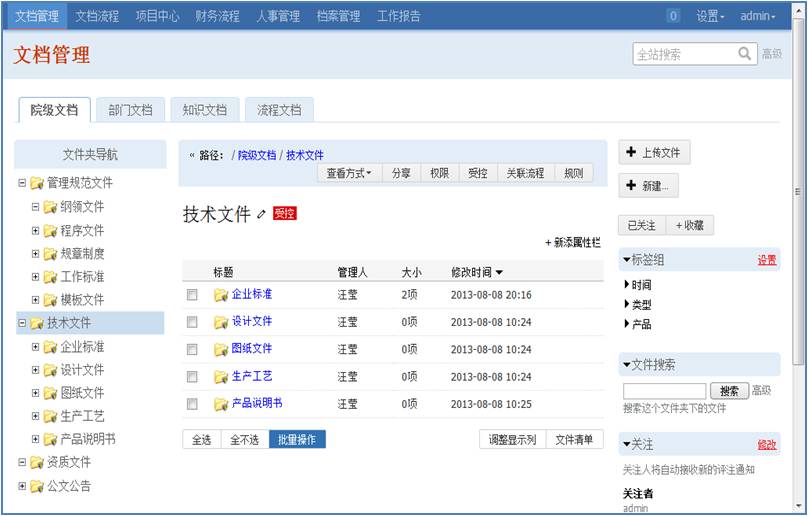 文档管理 文档流程 项目中心 财务流程 人事管理 档案管理 工作报告 0 设置 admin
文档管理
全站搜索 高级
院级文档 部门文档 知识文档 流程文档
文件夹导航
管理规范文件
纲领文件
程序文件
规章制度
工作标准
模板文件
技术文件
企业标准
设计文件
图纸文件
生产工艺
产品说明书
资质文件
公文公告
« 路径： / 院级文档 / 技术文件
查看方式 分享 权限 受控 关联流程 规则
技术文件 受控
+ 新添属性栏
标题 管理人 大小 修改时间
企业标准 汪莹 2项 2013-08-08 20:16
设计文件 汪莹 0项 2013-08-08 10:24
图纸文件 汪莹 0项 2013-08-08 10:24
生产工艺 汪莹 0项 2013-08-08 10:24
产品说明书 汪莹 0项 2013-08-08 10:25
全选 全不选 批量操作 调整显示列 文件清单
+ 上传文件
+ 新建...
已关注 +收藏
标签组 设置
时间
类型
产品
文件搜索
搜索 高级
搜索这个文件夹下的文件
关注 修改
关注人将自动接收新的评注通知
关注者
admin